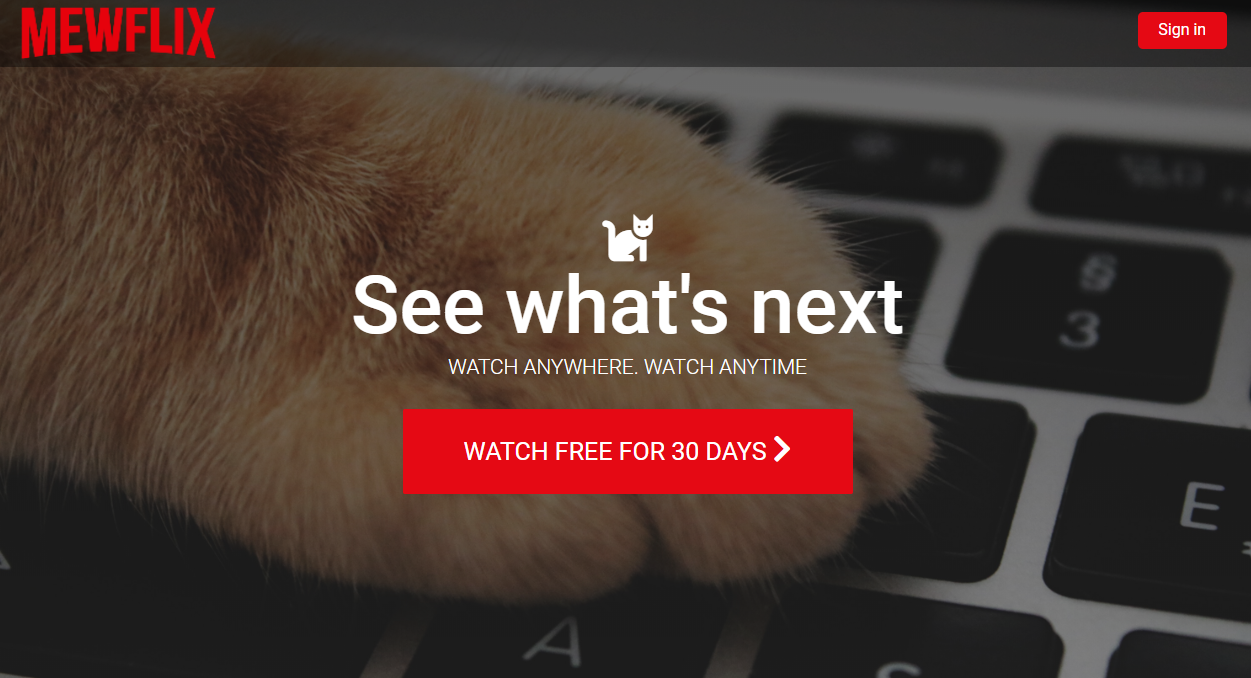 MEWFLIX
Sign in
See what's next
WATCH ANYWHERE. WATCH ANYTIME
WATCH FREE FOR 30 DAYS
§
3
E
A